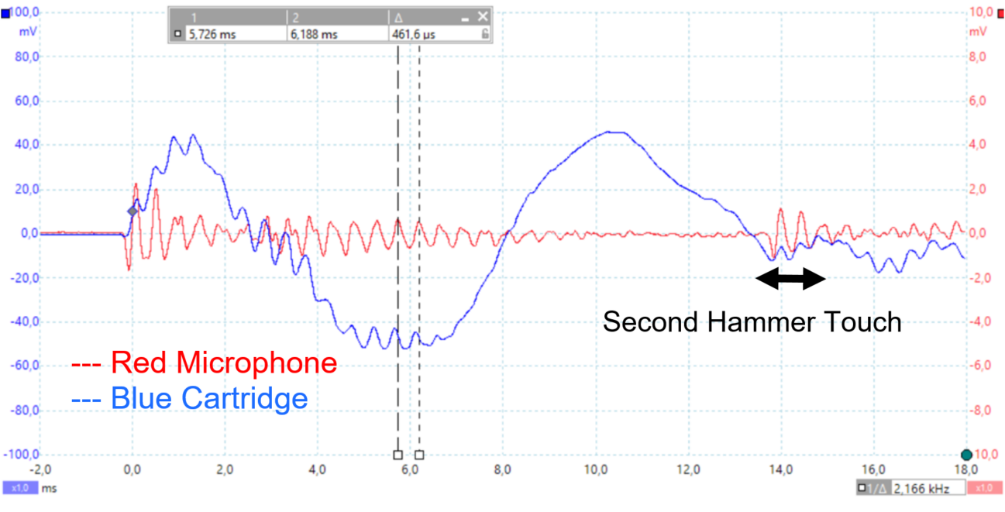 1 2 Δ
5,726 ms 6,188 ms 461,6 µs
100,0 10,0
mV mV
80,0 8,0
60,0 6,0
40,0 4,0
20,0 2,0
0,0 0,0
-20,0 -2,0
-40,0 -4,0
-60,0 -6,0
-80,0 -8,0
-100,0 10,0
Second Hammer Touch
--- Red Microphone
--- Blue Cartridge
-2,0 0,0 2,0 4,0 6,0 8,0 10,0 12,0 14,0 16,0 18,0
x1.0 ms 1/Δ 2,166 kHz x1.0